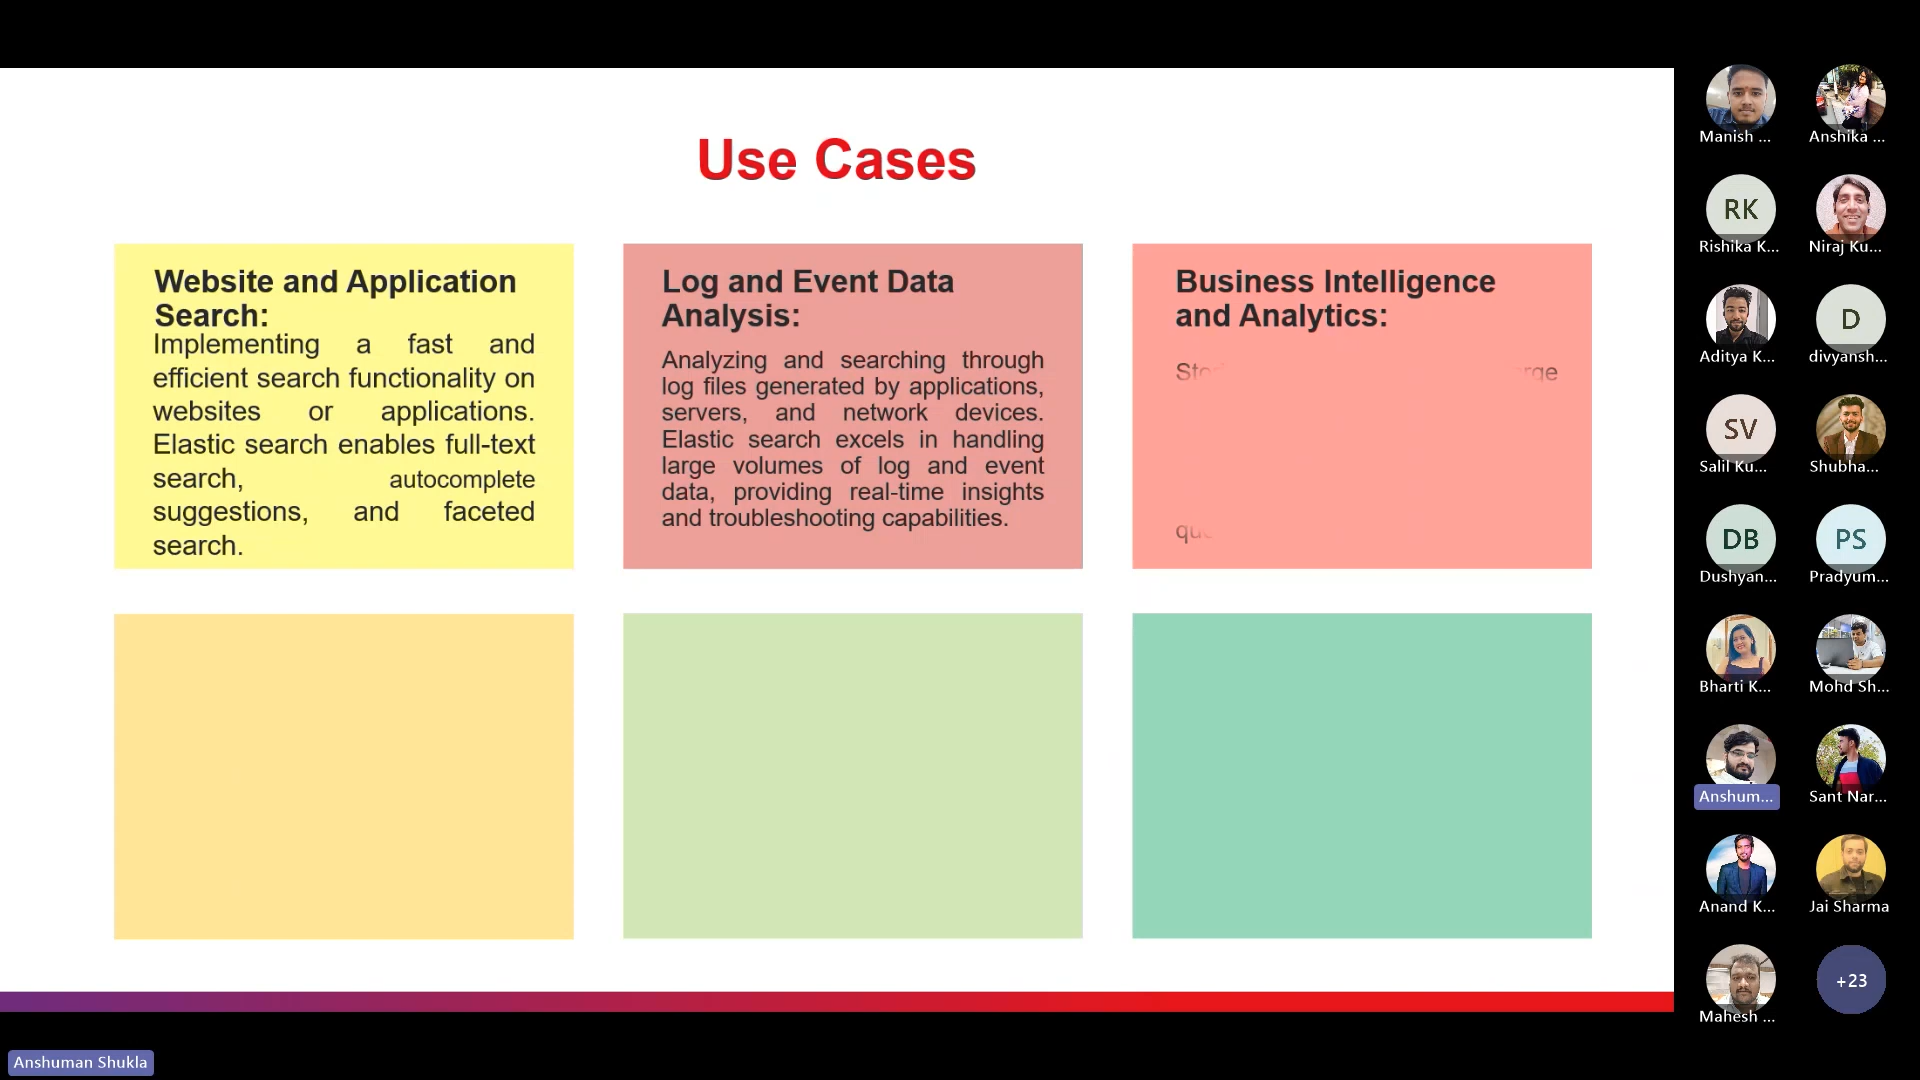 Use Cases
Website and Application
Search:
Implementing a fast and
efficient search functionality on
websites or applications.
Elastic search enables full-text
search, autocomplete
suggestions, and faceted
search.
Log and Event Data
Analysis:
Analyzing and searching through
log files generated by applications,
servers, and network devices.
Elastic search excels in handling
large volumes of log and event
data, providing real-time insights
and troubleshooting capabilities.
Business Intelligence
and Analytics:
Manish ...
Anshika ...
RK
Rishika K...
Niraj Ku...
Aditya K...
D
divyansh...
SV
Salil Ku...
Shubha...
DB
Dushyan...
PS
Pradyum...
Bharti K...
Mohd Sh...
Anshum...
Sant Nar...
Anand K...
Jai Sharma
Mahesh ...
+23
Anshuman Shukla